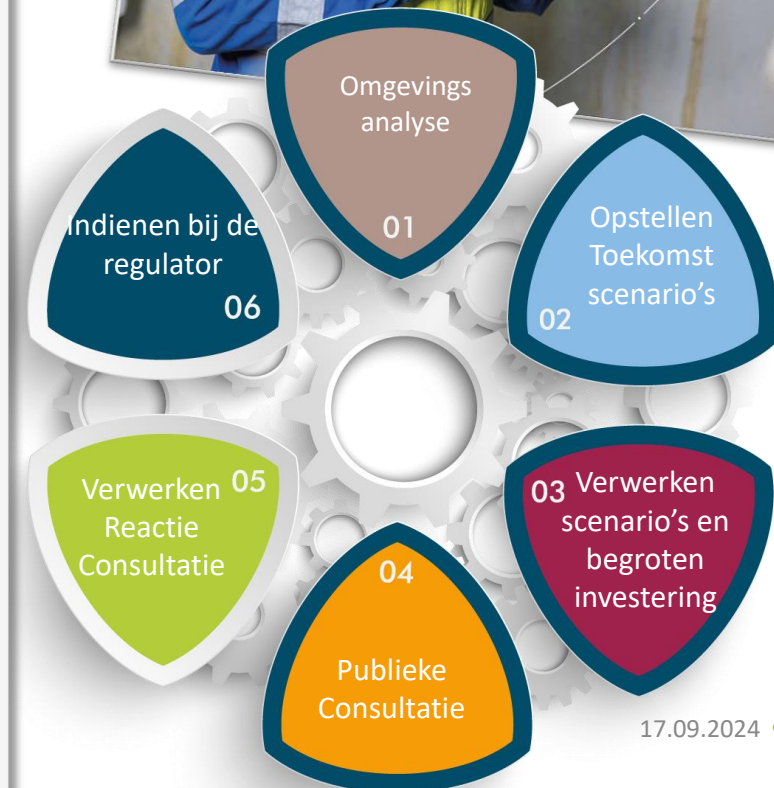 Omgevings
analyse
01
Opstellen
Toekomst
scenario's
02
03
Verwerken
scenario's en
begroten
investering
04
Publieke
Consultatie
05
Verwerken
Reactie
Consultatie
Indienen bij de
regulator
06
17.09.2024